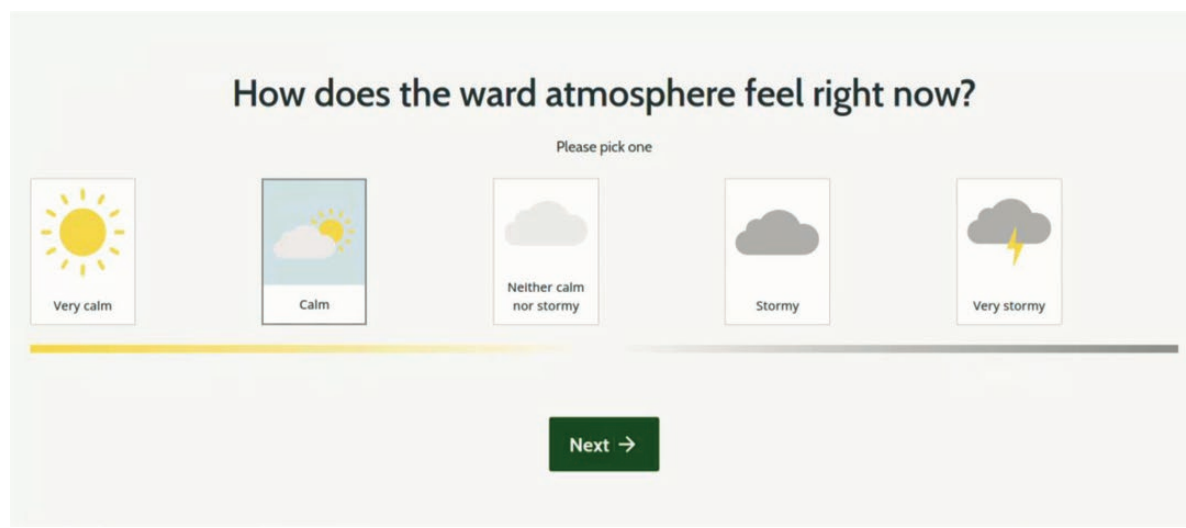 How does the ward atmosphere feel right now?
Please pick one
Very calm
Calm
Neither calm
nor stormy
Stormy
Very stormy
Next →